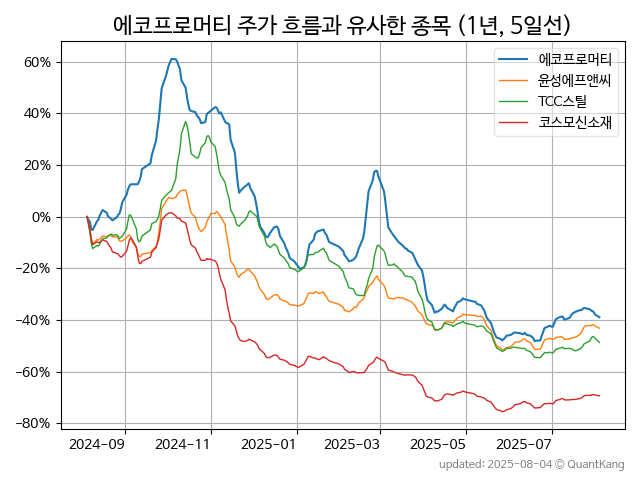 에코프로머티 주가 흐름과 유사한 종목 (1년, 5일선)
에코프로머티
윤성에프앤씨
TCC스틸
코스모신소재
60%
40%
20%
0%
−20%
−40%
−60%
−80%
2024−09
2024−11
2025−01
2025−03
2025−05
2025−07
updated: 2025-08-04 © QuantKang